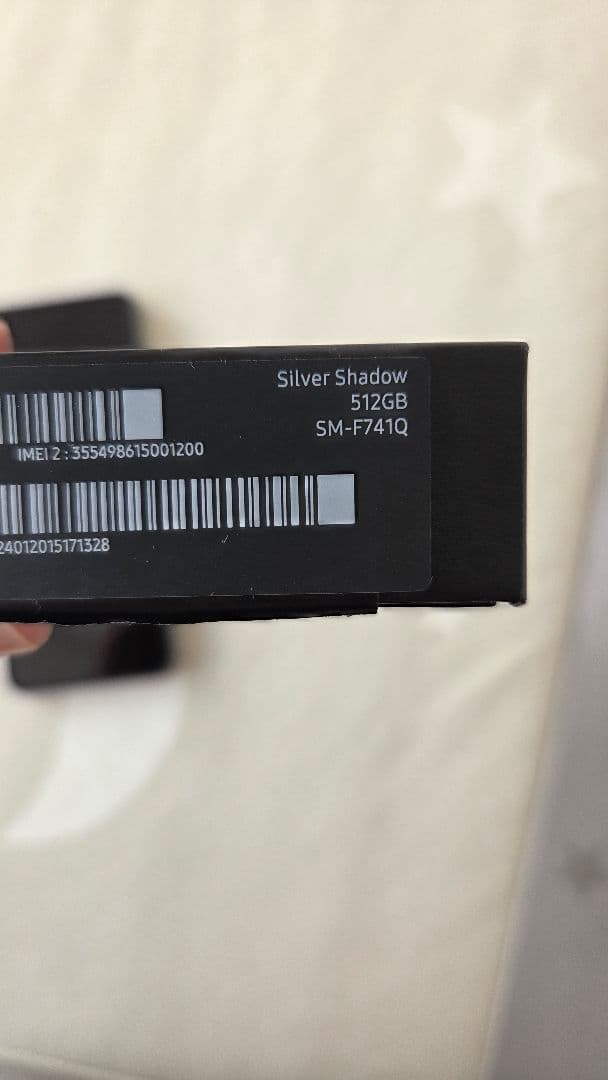 Silver Shadow
512GB
SM-F741Q
IMEI 2 : 355498615001200
24012015171328